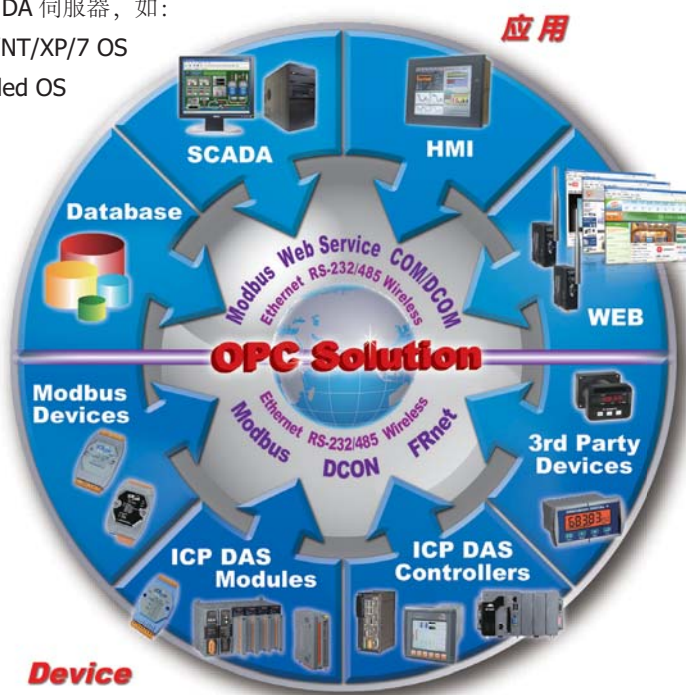 DA 伺服器, 如:
NT/XP/7 OS
led OS
应 用
SCADA
HMI
Database
WEB
Modbus Web Service COM/DCOM
Ethernet RS-232/485 Wireless
OPC Solution
Ethernet RS-232/485 Wireless
Modbus DCON FRnet
Modbus
Devices
3rd Party
Devices
ICP DAS
Modules
ICP DAS
Controllers
Device